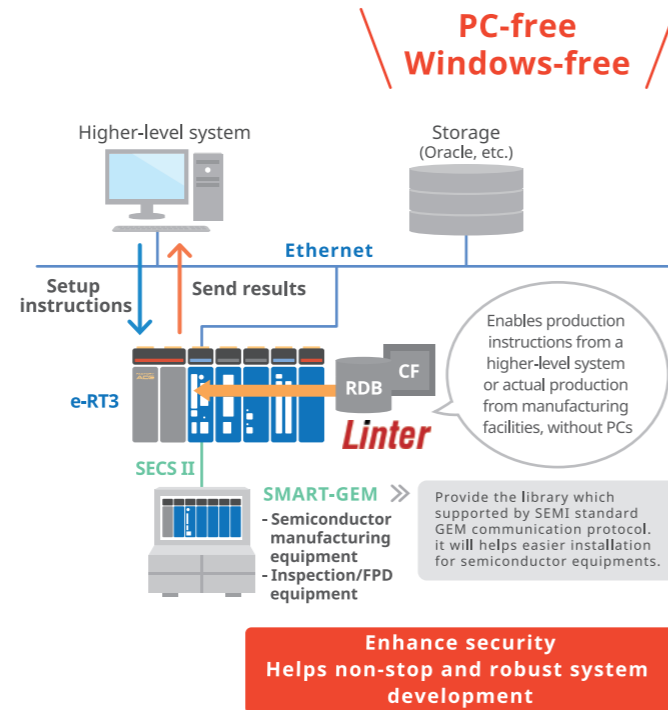 PC-free
Windows-free
Higher-level system
Storage
(Oracle, etc.)
Ethernet
Setup
instructions
Send results
Enables production
instructions from a
higher-level system
or actual production
from manufacturing
facilities, without PCs
e-RT3
RDB
CF
Linter
SECS II
SMART-GEM
- Semiconductor
manufacturing
equipment
- Inspection/FPD
equipment
Provide the library which
supported by SEMI standard
GEM communication protocol.
it will helps easier installation
for semiconductor equipments.
Enhance security
Helps non-stop and robust system
development